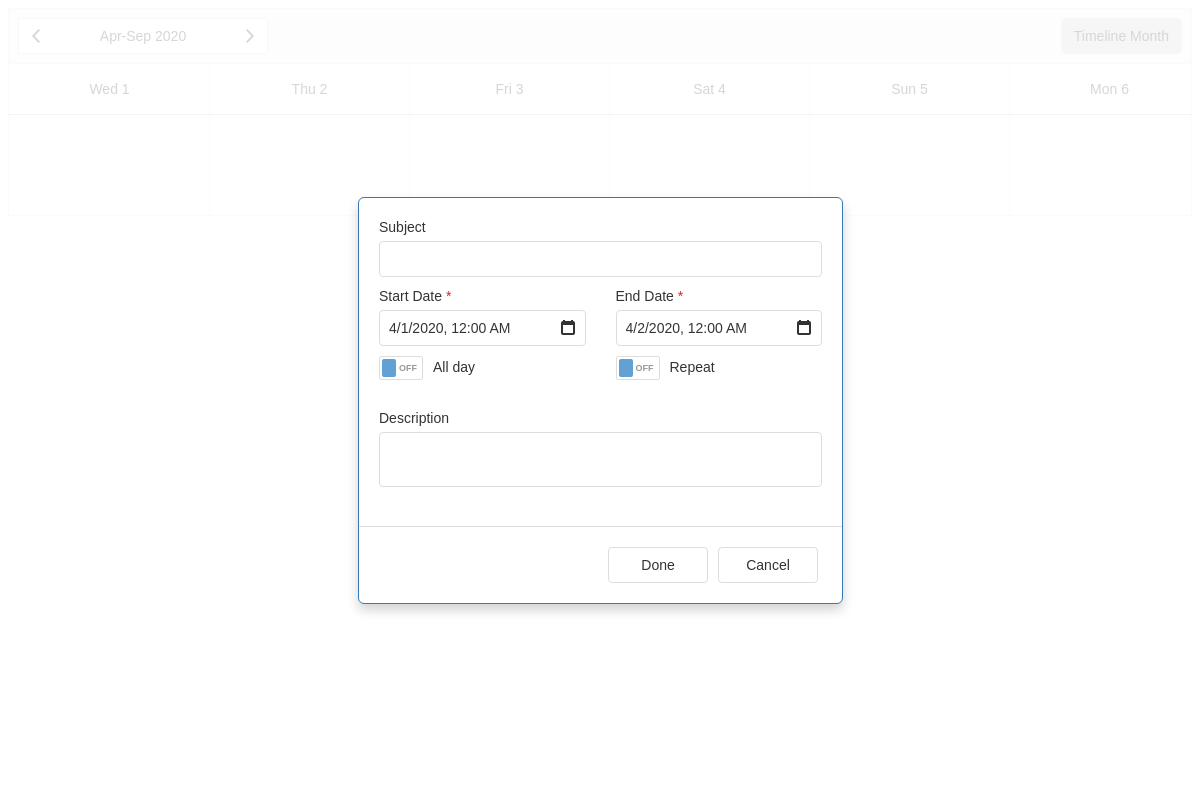 Apr-Sep 2020
Timeline Month
Wed 1 Thu 2 Fri 3 Sat 4 Sun 5 Mon 6
Subject
Start Date * End Date *
4/1/2020, 12:00 AM 4/2/2020, 12:00 AM
OFF All day OFF Repeat
Description
Done Cancel